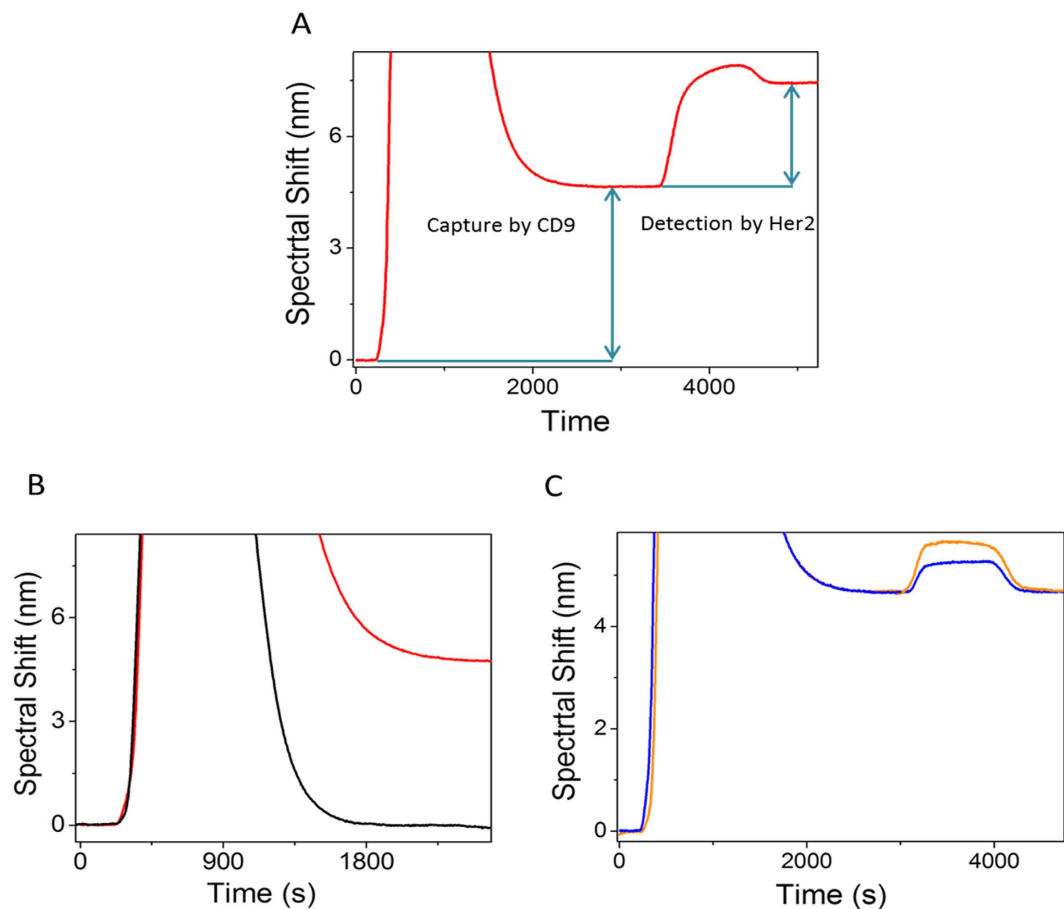 A
Spectrtal Shift (nm)
6
3
0
Capture by CD9
Detection by Her2
0 2000 4000
Time
B
Spectral Shift (nm)
6
3
0
0 900 1800
Time (s)
C
Spectrtal Shift (nm)
4
2
0
0 2000 4000
Time (s)